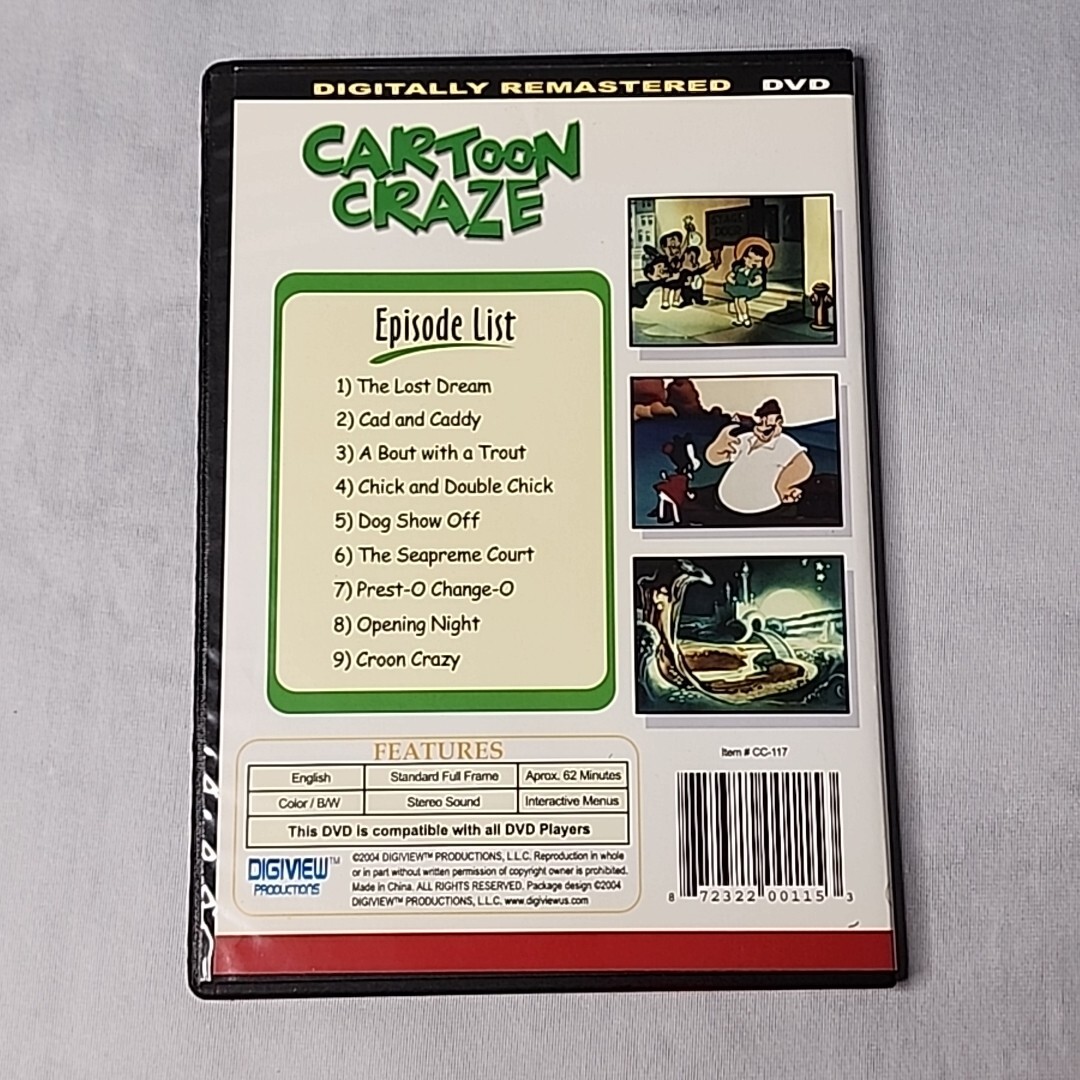 DIGITALLY REMASTERED DVD
CARTOON
CRAZE
Episode List
1) The Lost Dream
2) Cad and Caddy
3) A Bout with a Trout
4) Chick and Double Chick
5) Dog Show Off
6) The Seapreme Court
7) Prest-O Change-O
8) Opening Night
9) Croon Crazy
STAGE
DOOR
FEATURES
English Standard Full Frame Aprox. 62 Minutes
Color / B/W Stereo Sound Interactive Menus
This DVD is compatible with all DVD Players
DIGIVIEW™
PRODUCTIONS
©2004 DIGIVIEW™ PRODUCTIONS, L.L.C. Reproduction in whole
or in part without written permission of copyright owner is prohibited.
Made in China. ALL RIGHTS RESERVED. Package design ©2004
DIGIVIEW™ PRODUCTIONS, L.L.C. www.digiviewus.com
Item # CC-117
8 72322 00115 3